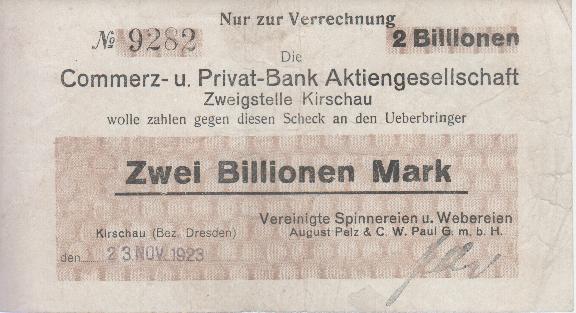 Nur zur Verrechnung
№ 9282
2 Billionen
Die
Commerz- u. Privat-Bank Aktiengesellschaft
Zweigstelle Kirschau
wolle zahlen gegen diesen Scheck an den Ueberbringer
Zwei Billionen Mark
Kirschau (Bez. Dresden)
den 23 NOV. 1923
Vereinigte Spinnereien u. Webereien
August Pelz & C. W. Paul G. m. b. H.